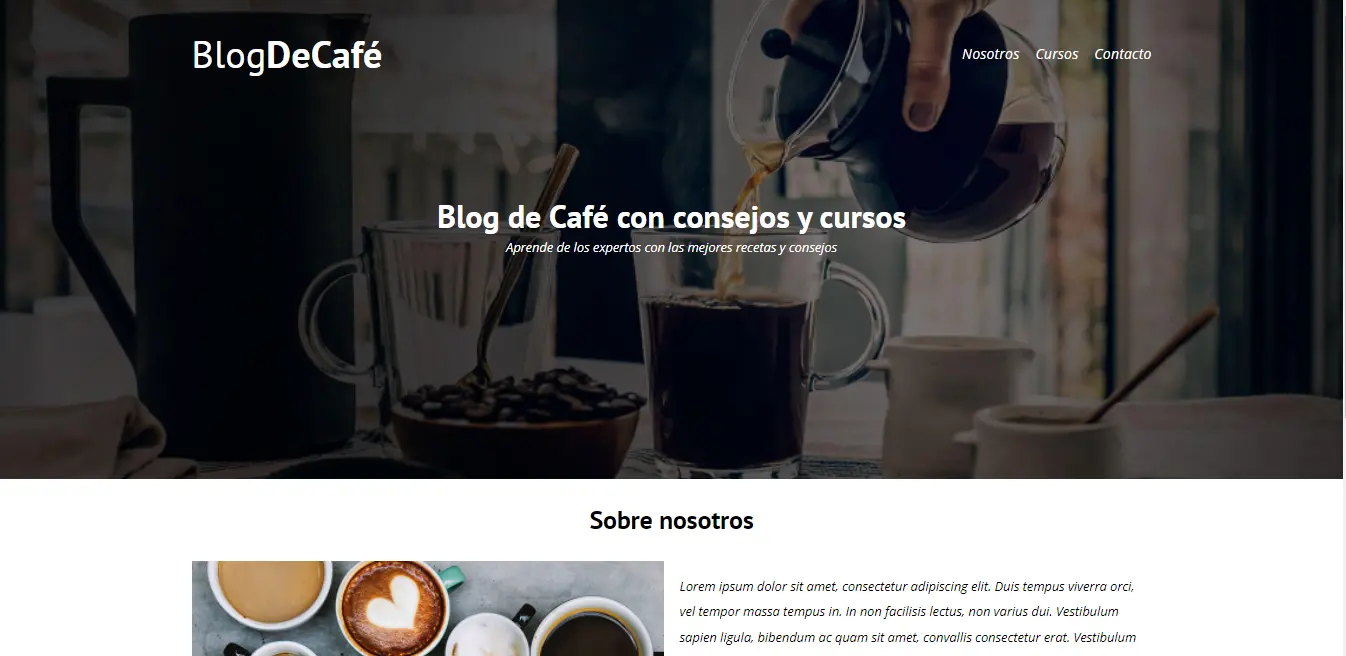 BlogDeCafé
Nosotros Cursos Contacto
Blog de Café con consejos y cursos
Aprende de los expertos con las mejores recetas y consejos
Sobre nosotros
Lorem ipsum dolor sit amet, consectetur adipiscing elit. Duis tempus viverra orci,
vel tempor massa tempus in. In non facilisis lectus, non varius dui. Vestibulum
sapien ligula, bibendum ac quam sit amet, convallis consectetur erat. Vestibulum